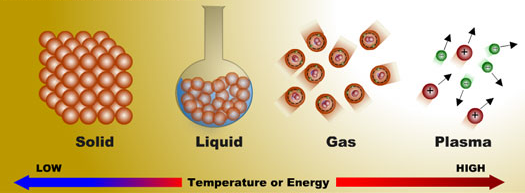 Solid Liquid Gas Plasma
LOW HIGH
Temperature or Energy